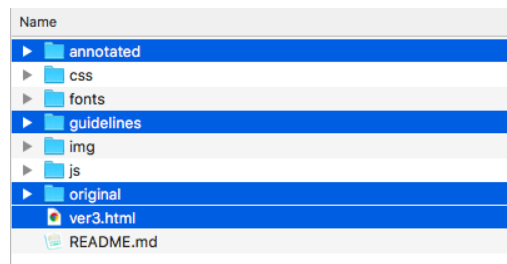 Name
annotated
css
fonts
guidelines
img
js
original
ver3.html
README.md